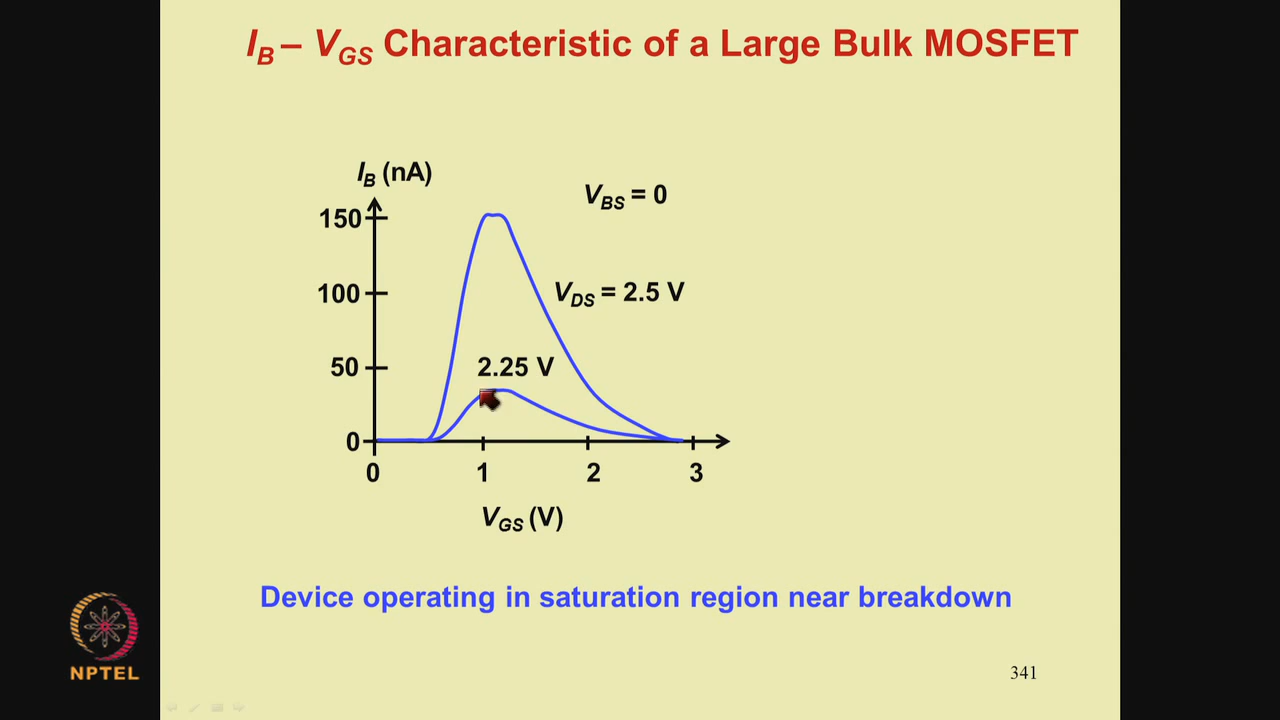 I_B – V_GS Characteristic of a Large Bulk MOSFET
I_B (nA)
V_BS = 0
150
100
V_DS = 2.5 V
50
2.25 V
0
0 1 2 3
V_GS (V)
Device operating in saturation region near breakdown
NPTEL
341